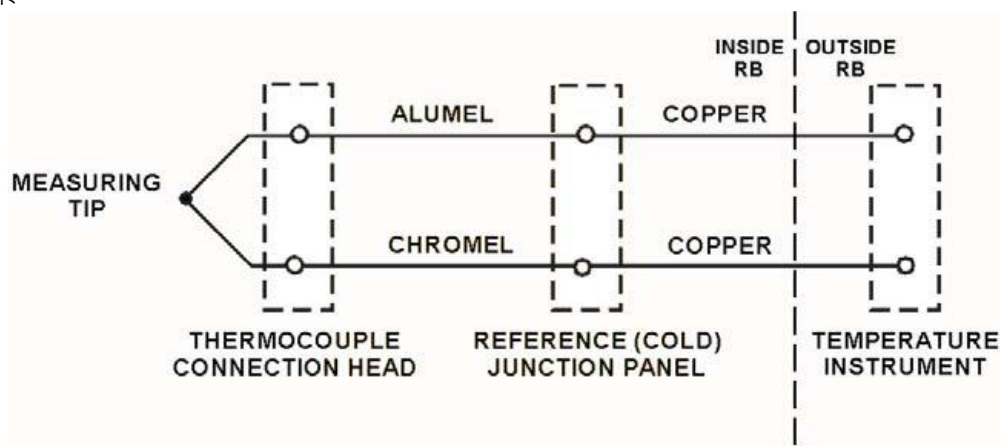 INSIDE
RB
OUTSIDE
RB
ALUMEL
COPPER
MEASURING
TIP
CHROMEL
COPPER
THERMOCOUPLE
CONNECTION HEAD
REFERENCE (COLD)
JUNCTION PANEL
TEMPERATURE
INSTRUMENT